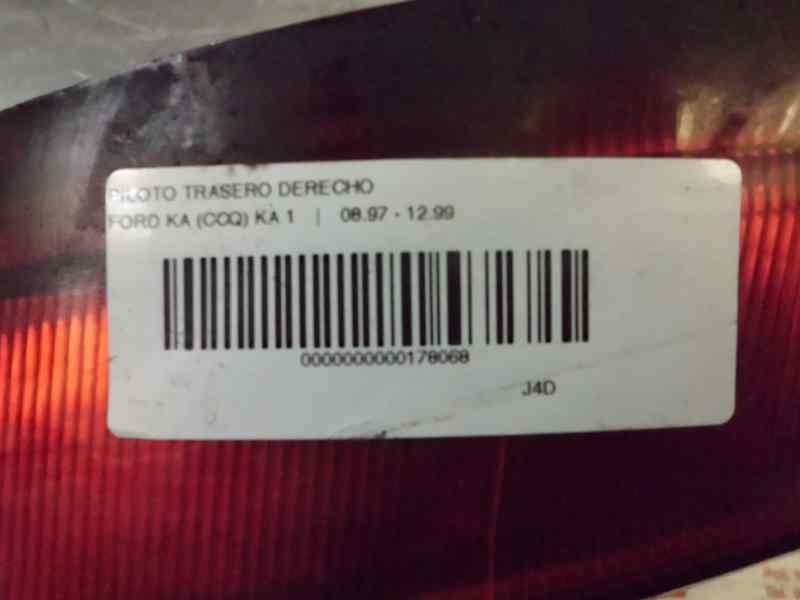 PILOTO TRASERO DERECHO
FORD KA (CCQ) KA 1 | 08.97 - 12.99
0000000000178068
J4D